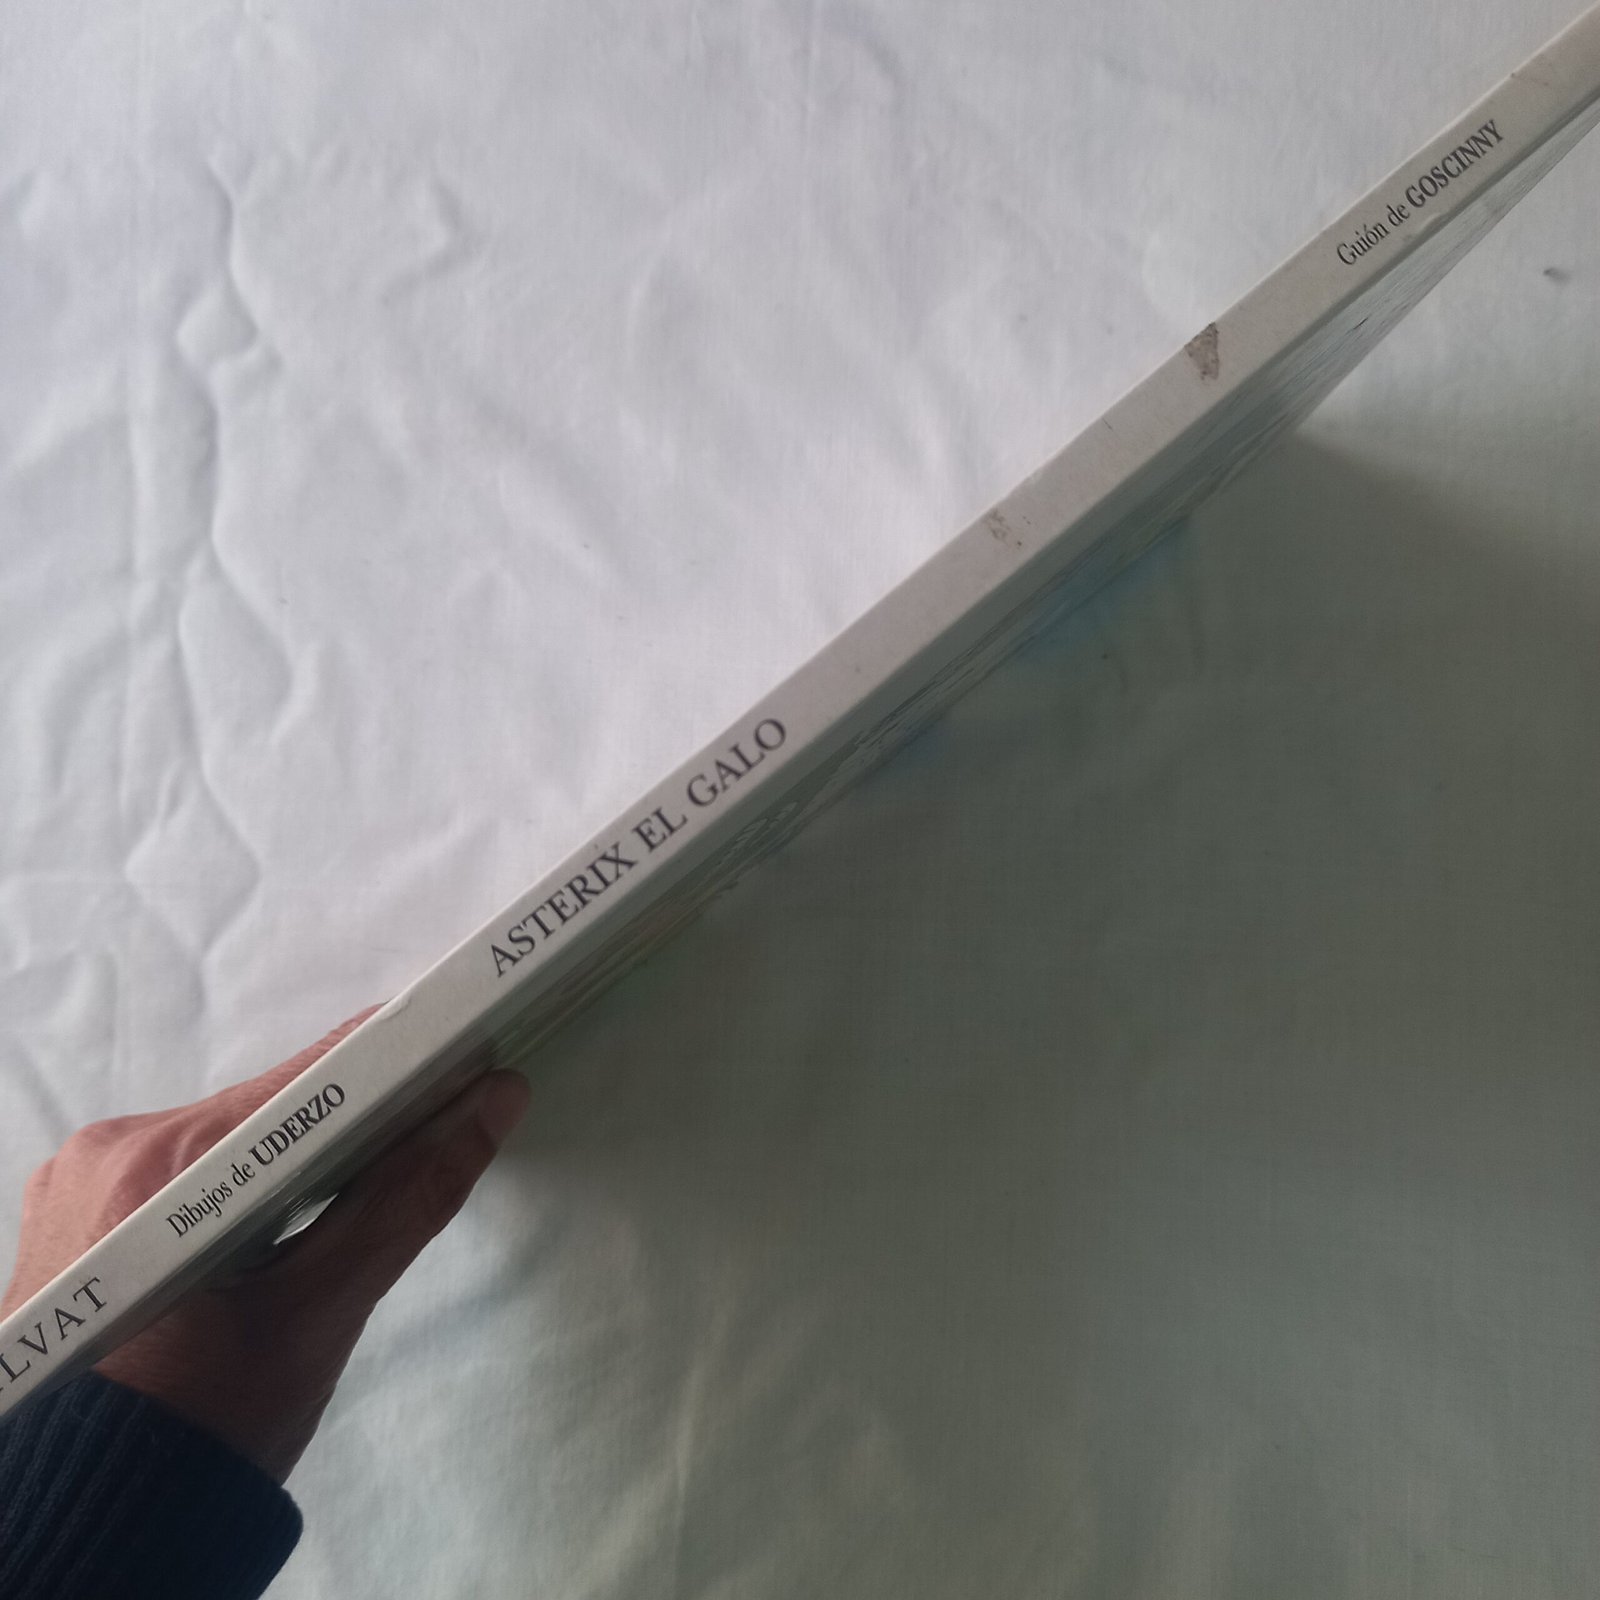 LVAT
Dibujos de UDERZO
ASTERIX EL GALO
Guión de GOSCINNY